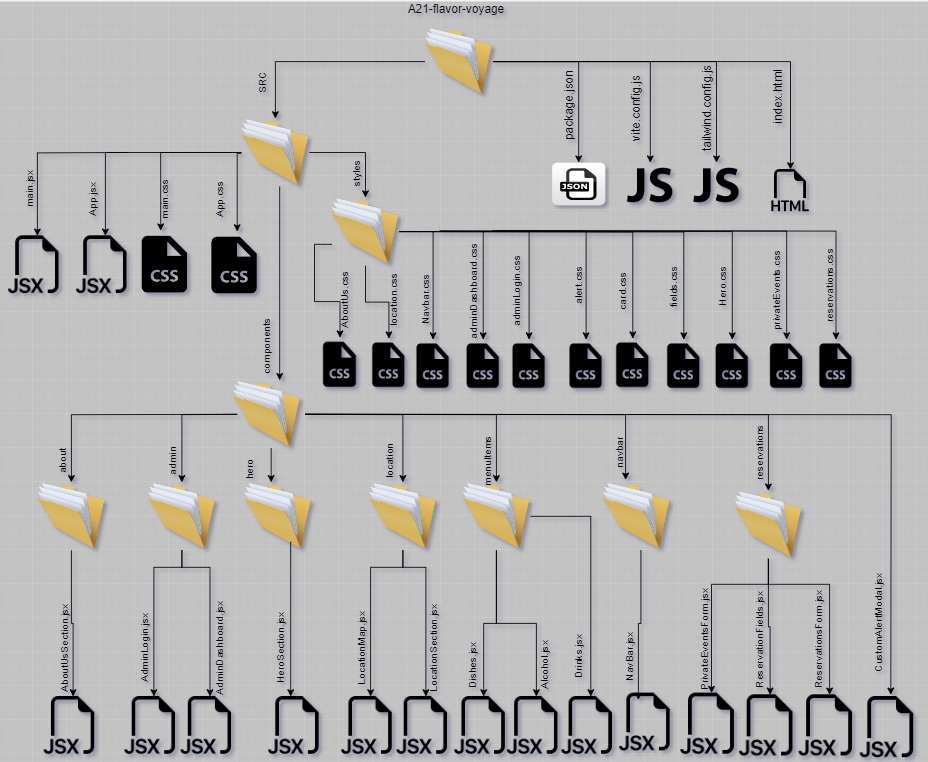 A21-flavor-voyage
SRC
package.json
vite.config.js
tailwind.config.js
index.html
JSON
JS
JS
HTML
main.jsx
App.jsx
main.css
App.css
styles
JSX
JSX
CSS
CSS
components
AboutUs.css
location.css
Navbar.css
adminDashboard.css
adminLogin.css
alert.css
card.css
fields.css
Hero.css
privateEvents.css
reservations.css
CSS
CSS
CSS
CSS
CSS
CSS
CSS
CSS
CSS
CSS
CSS
about
admin
hero
location
menuItems
navbar
reservations
AboutUsSection.jsx
AdminLogin.jsx
AdminDashboard.jsx
HeroSection.jsx
LocationMap.jsx
LocationSection.jsx
Dishes.jsx
Alcohol.jsx
Drinks.jsx
NavBar.jsx
PrivateEventsForm.jsx
ReservationFields.jsx
ReservationsForm.jsx
CustomAlertModal.jsx
JSX
JSX
JSX
JSX
JSX
JSX
JSX
JSX
JSX
JSX
JSX
JSX
JSX
JSX